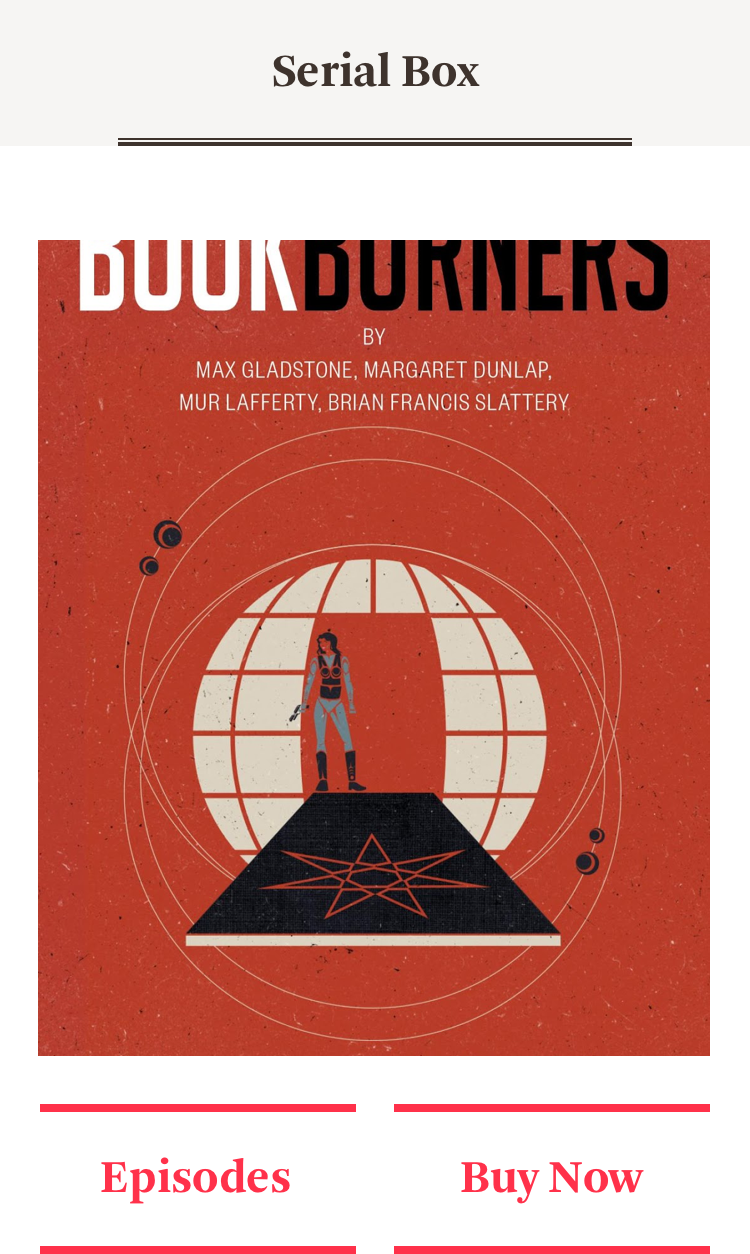 Serial Box
BOOKBURNERS
BY
MAX GLADSTONE, MARGARET DUNLAP,
MUR LAFFERTY, BRIAN FRANCIS SLATTERY
Episodes
Buy Now